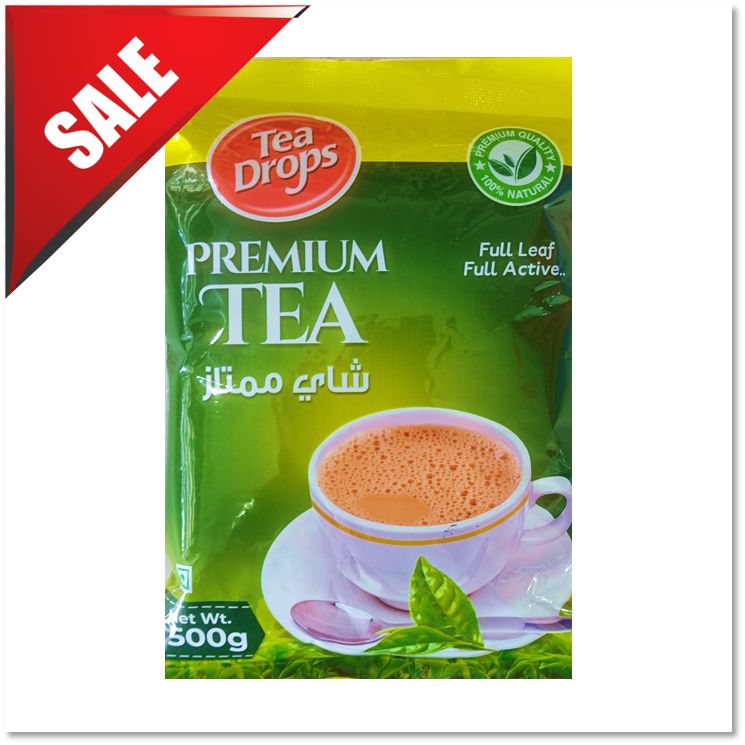 SALE
Tea
Drops
PREMIUM QUALITY
100% NATURAL
PREMIUM
TEA
شاي ممتاز
Full Leaf
Full Active..
Net Wt.
500g